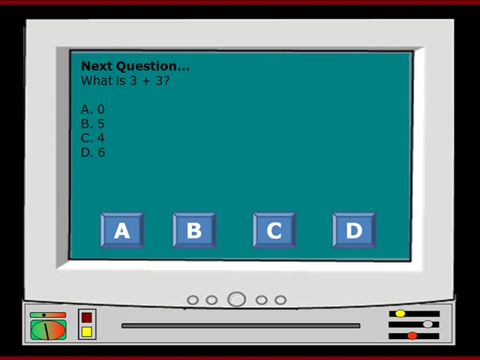 Next Question...
What is 3 + 3?
A. 0
B. 5
C. 4
D. 6
A B C D